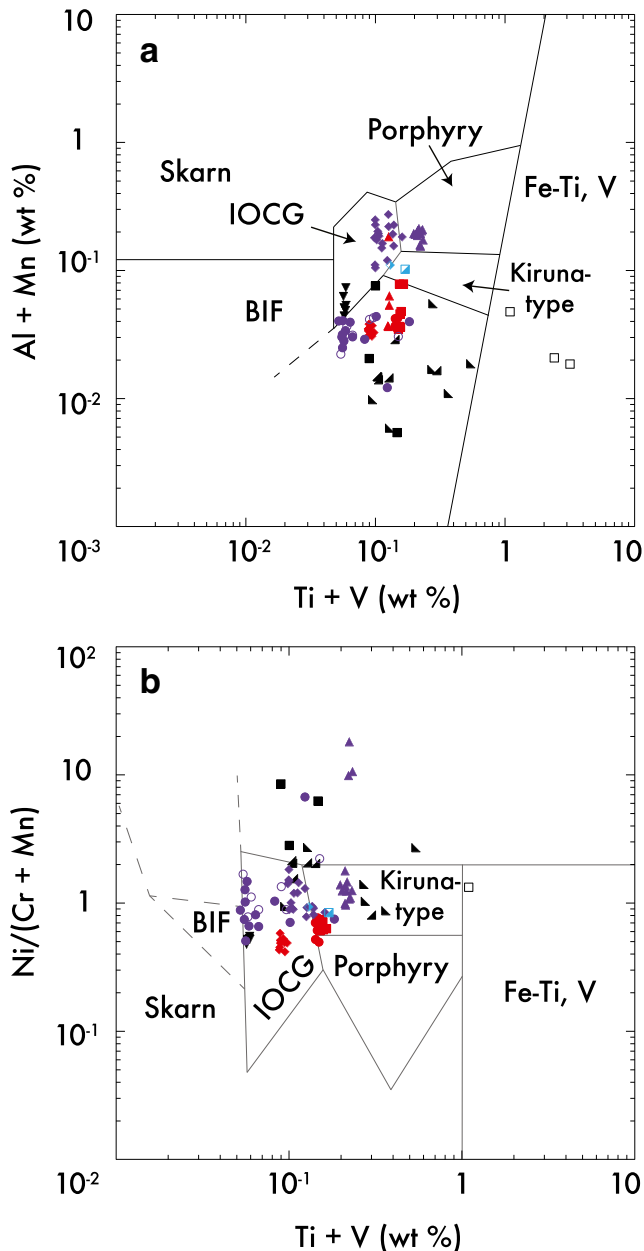 a
10
1
10-1
10-2
10-3
10-2
10-1
1
10
Al + Mn (wt %)
Skarn
Porphyry
IOCG
Fe-Ti, V
BIF
Kiruna-
type
Ti + V (wt %)
b
10²
10
1
10-1
10-2
10-1
1
10
Ni/(Cr + Mn)
BIF
Kiruna-
type
Skarn
IOCG
Porphyry
Fe-Ti, V
Ti + V (wt %)